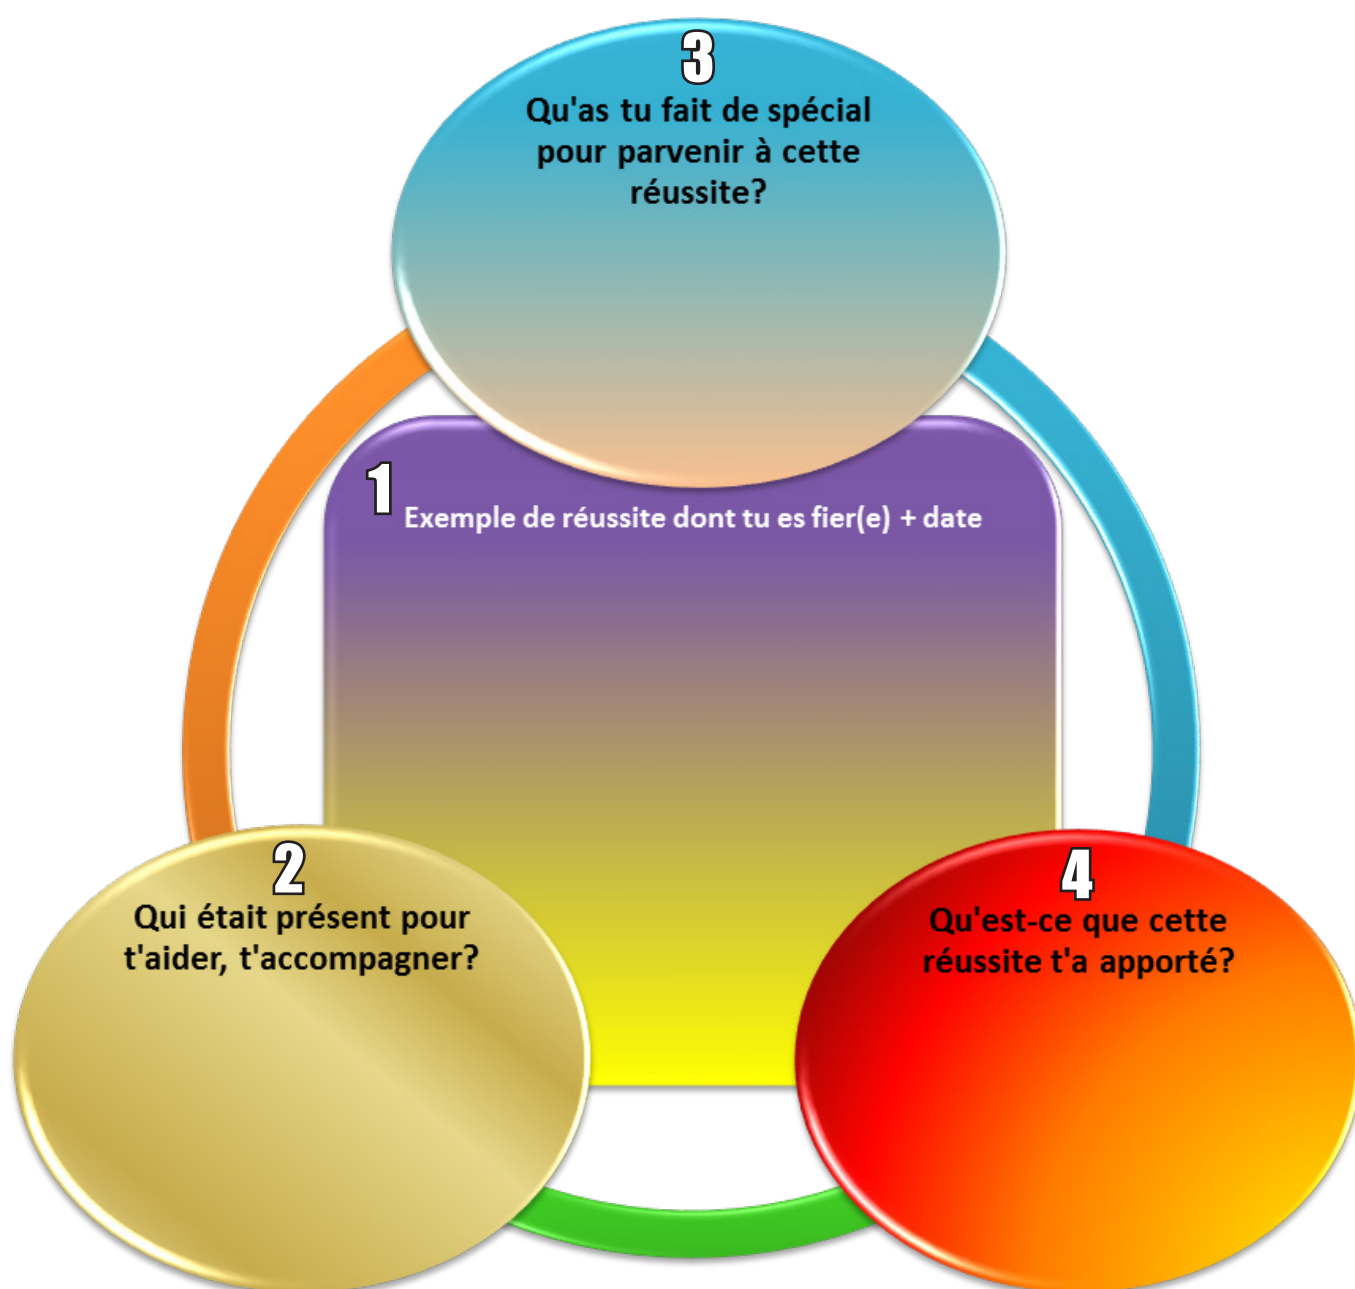 3
Qu'as tu fait de spécial
pour parvenir à cette
réussite?
1
Exemple de réussite dont tu es fier(e) + date
2
Qui était présent pour
t'aider, t'accompagner?
4
Qu'est-ce que cette
réussite t'a apporté?